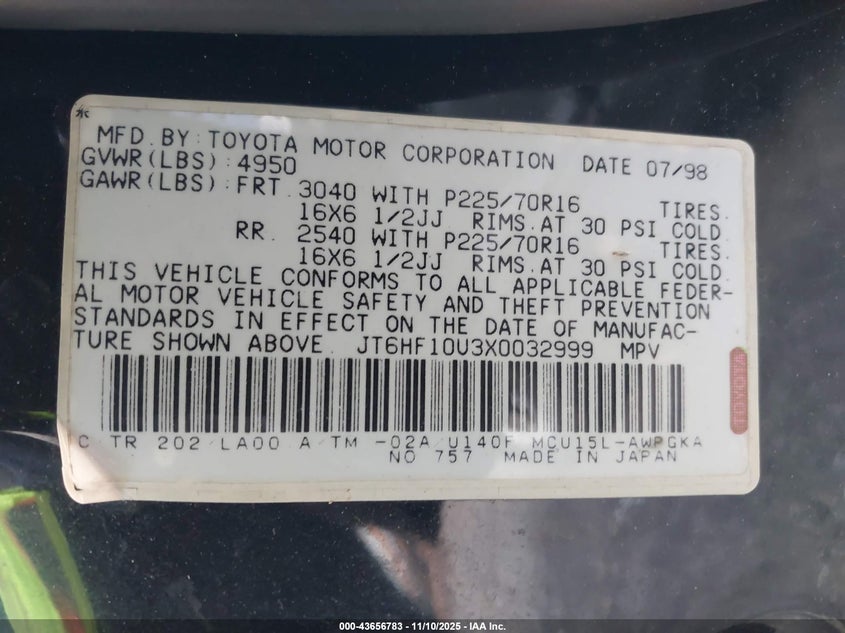 MFD. BY: TOYOTA MOTOR CORPORATION DATE 07/98
GVWR(LBS): 4950
GAWR(LBS): FRT. 3040 WITH P225/70R16 TIRES.
16X6 1/2JJ RIMS. AT 30 PSI COLD.
RR. 2540 WITH P225/70R16 TIRES.
16X6 1/2JJ RIMS. AT 30 PSI COLD.
THIS VEHICLE CONFORMS TO ALL APPLICABLE FEDER-
AL MOTOR VEHICLE SAFETY AND THEFT PREVENTION
STANDARDS IN EFFECT ON THE DATE OF MANUFAC-
TURE SHOWN ABOVE. JT6HF10U3X0032999 MPV
TOYOTA
C/TR 202/LA00 A/TM -02A/U140F MCU15L-AWPGKA
NO 757 MADE IN JAPAN
000-43656783 - 11/10/2025 - IAA Inc.